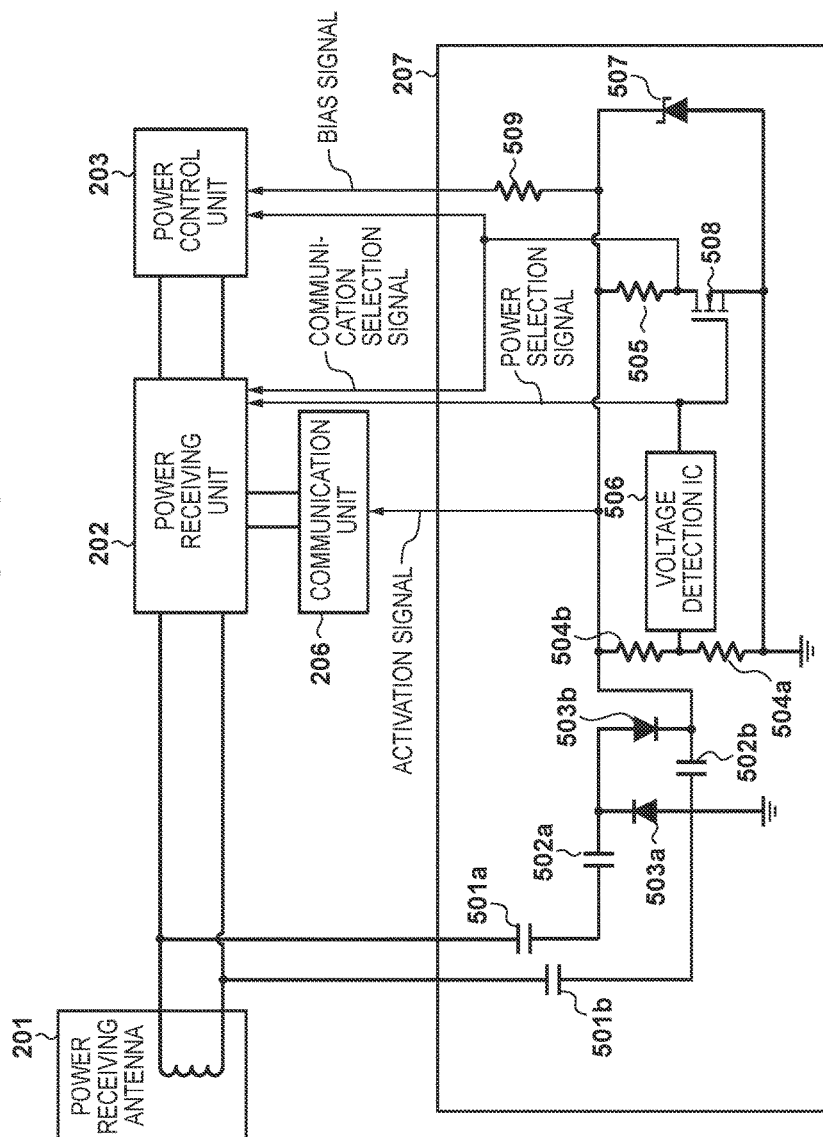 201
POWER
RECEIVING
ANTENNA
202
POWER
RECEIVING
UNIT
203
POWER
CONTROL
UNIT
206
COMMUNICATION
UNIT
ACTIVATION SIGNAL
COMMUNI-
CATION
SELECTION
SIGNAL
POWER
SELECTION
SIGNAL
BIAS SIGNAL
207
501a
501b
502a
503a
503b
502b
504b
504a
506
VOLTAGE
DETECTION IC
505
508
509
507